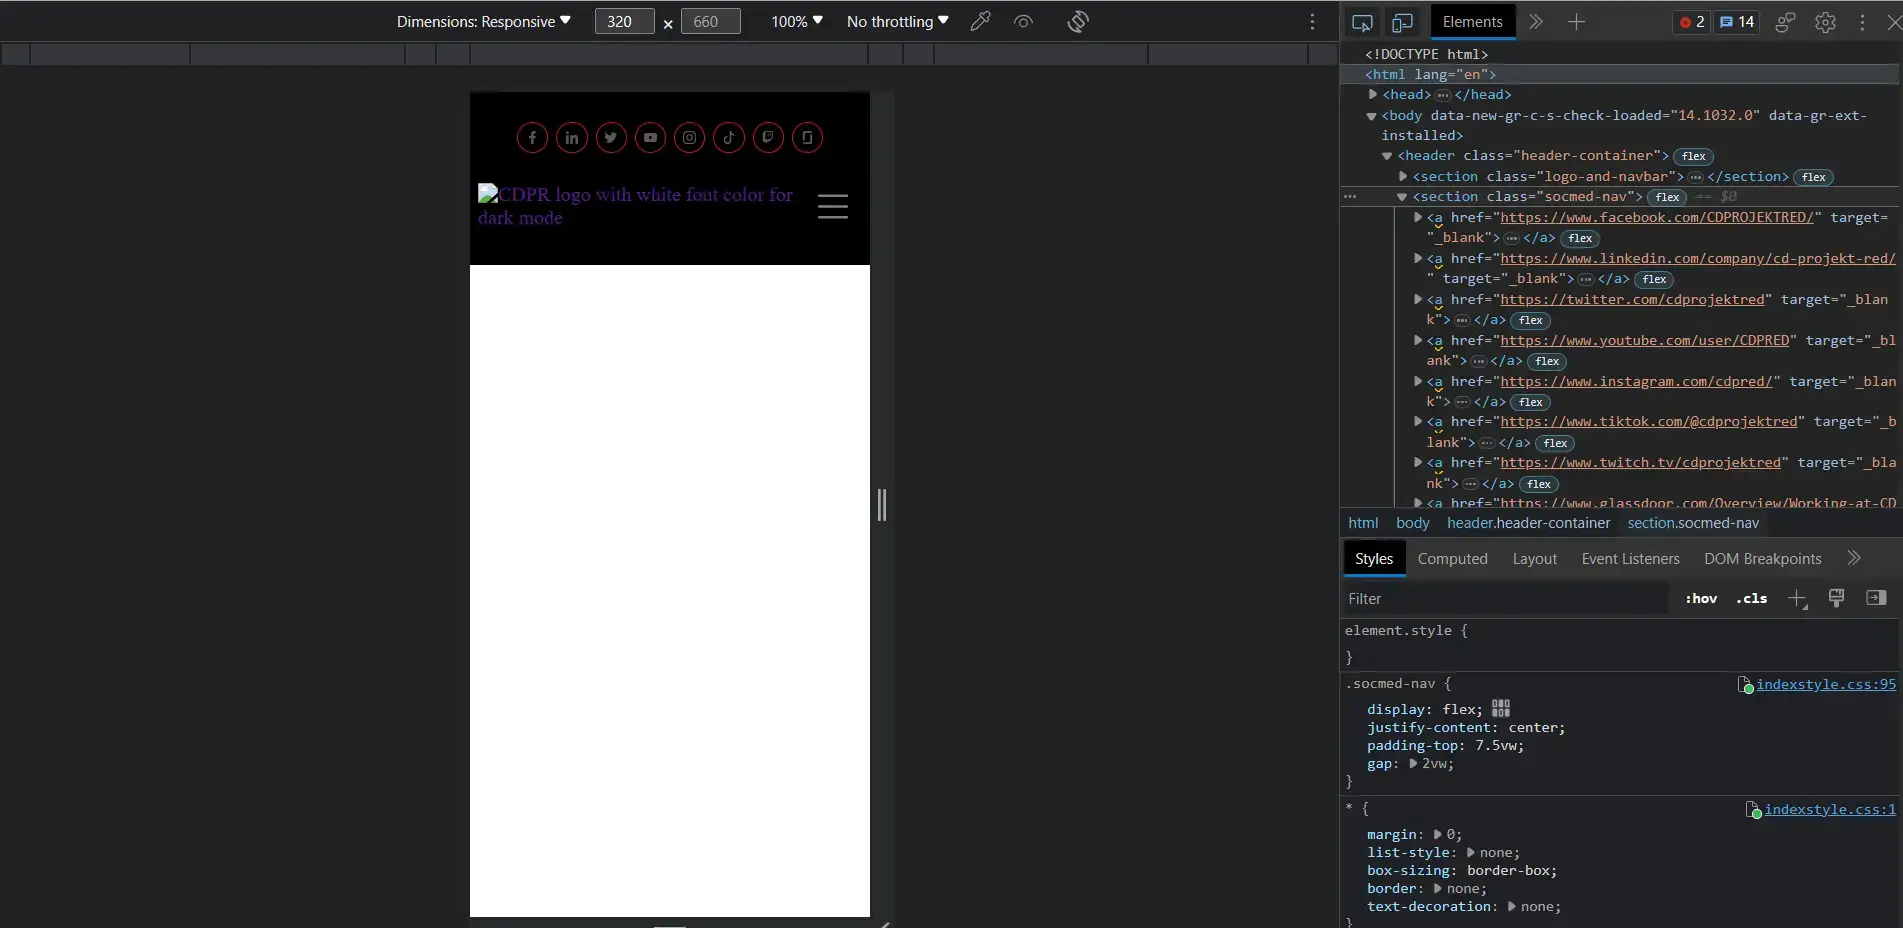 Dimensions: Responsive ▼ 320 × 660 100% ▼ No throttling ▼
Elements 2 14
CDPR logo with white font color for
dark mode
<!DOCTYPE html>
<html lang="en">
<head>…</head>
<body data-new-gr-c-s-check-loaded="14.1032.0" data-gr-ext-
installed>
<header class="header-container"> flex
<section class="logo-and-navbar">…</section> flex
… <section class="socmed-nav"> flex == $0
<a href="https://www.facebook.com/CDPROJEKTRED/" target=
"_blank">…</a> flex
<a href="https://www.linkedin.com/company/cd-projekt-red/
" target="_blank">…</a> flex
<a href="https://twitter.com/cdprojektred" target="_blan
k">…</a> flex
<a href="https://www.youtube.com/user/CDPRED" target="_bl
ank">…</a> flex
<a href="https://www.instagram.com/cdpred/" target="_blan
k">…</a> flex
<a href="https://www.tiktok.com/@cdprojektred" target="_b
lank">…</a> flex
<a href="https://www.twitch.tv/cdprojektred" target="_bla
nk">…</a> flex
<a href="https://www.glassdoor.com/Overview/Working-at-CD
html body header.header-container section.socmed-nav
Styles Computed Layout Event Listeners DOM Breakpoints
Filter :hov .cls
element.style {
}
.socmed-nav { indexstyle.css:95
display: flex;
justify-content: center;
padding-top: 7.5vw;
gap: 2vw;
}
* { indexstyle.css:1
margin: 0;
list-style: none;
box-sizing: border-box;
border: none;
text-decoration: none;
}